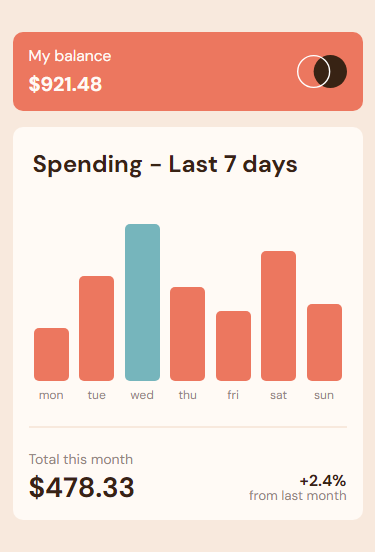 My balance
$921.48
Spending - Last 7 days
mon tue wed thu fri sat sun
Total this month
$478.33
+2.4%
from last month